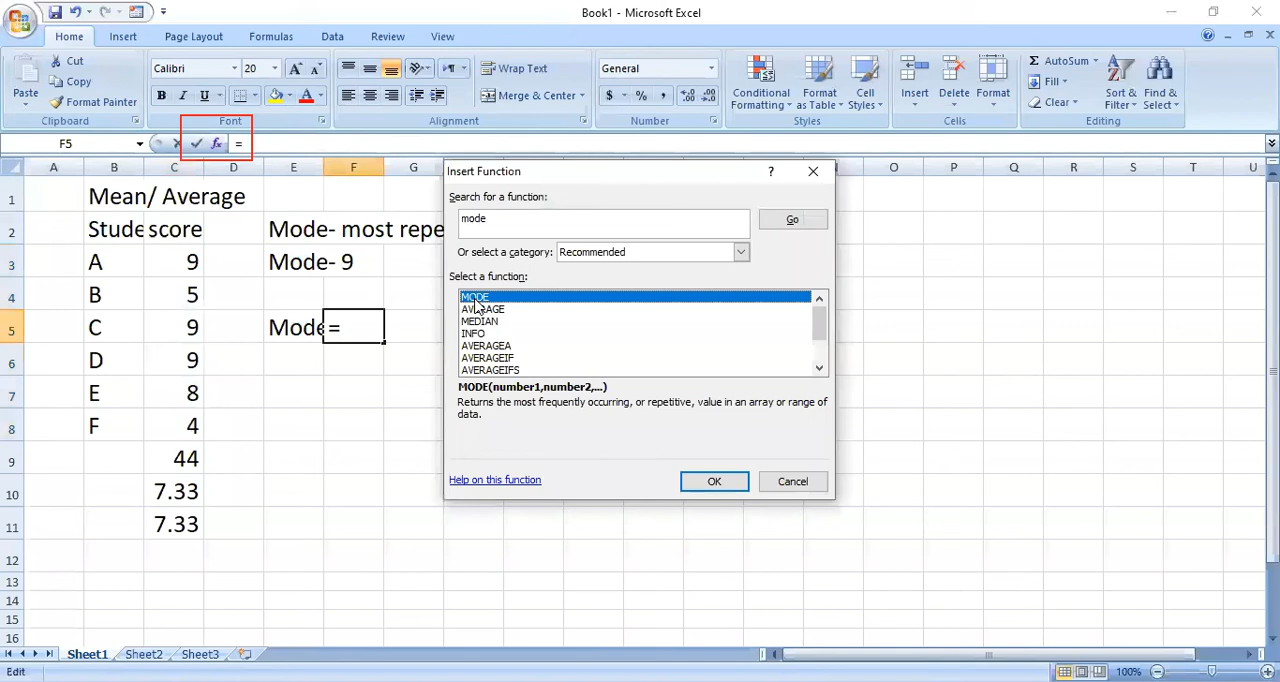 Book1 - Microsoft Excel
Home Insert Page Layout Formulas Data Review View
Cut
Copy
Format Painter
Paste
Clipboard
Calibri 20
B I U
Font
Wrap Text
Merge & Center
Alignment
General
$ % ,
Number
Conditional Formatting
Format as Table
Cell Styles
Styles
Insert Delete Format
Cells
AutoSum
Fill
Clear
Sort & Filter
Find & Select
Editing
F5 fx =
A B C D E F G N O P Q R S T U
1 Mean/ Average
2 Stude score Mode- most repe
3 A 9 Mode- 9
4 B 5
5 C 9 Mode =
6 D 9
7 E 8
8 F 4
9 44
10 7.33
11 7.33
12
13
14
15
16
Insert Function ?
Search for a function:
mode
Go
Or select a category: Recommended
Select a function:
MODE
AVERAGE
MEDIAN
INFO
AVERAGEA
AVERAGEIF
AVERAGEIFS
MODE(number1,number2,...)
Returns the most frequently occurring, or repetitive, value in an array or range of
data.
Help on this function
OK Cancel
Sheet1 Sheet2 Sheet3
Edit 100%